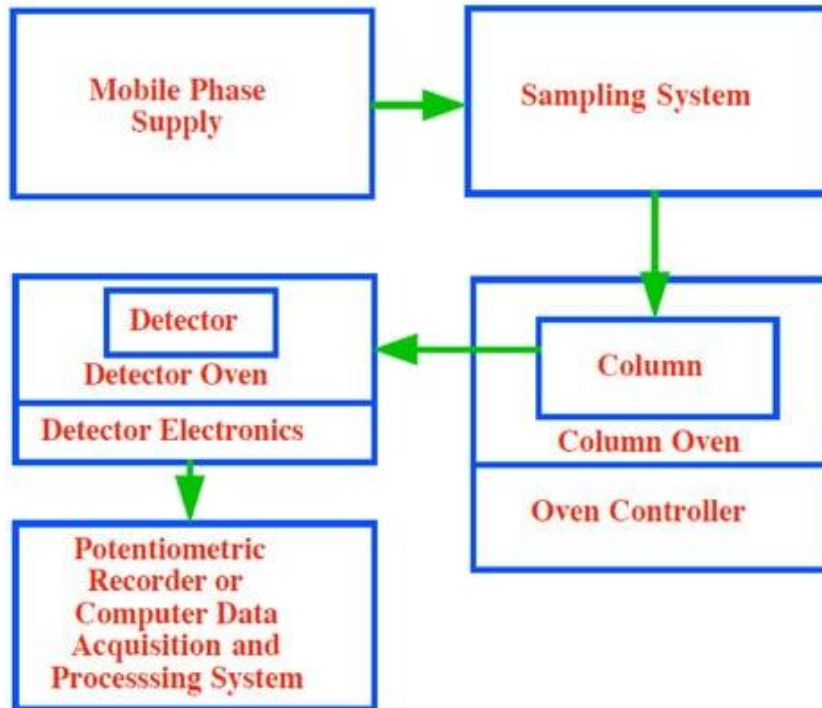 Mobile Phase
Supply
Sampling System
Column
Column Oven
Oven Controller
Detector
Detector Oven
Detector Electronics
Potentiometric
Recorder or
Computer Data
Acquisition and
Processsing System